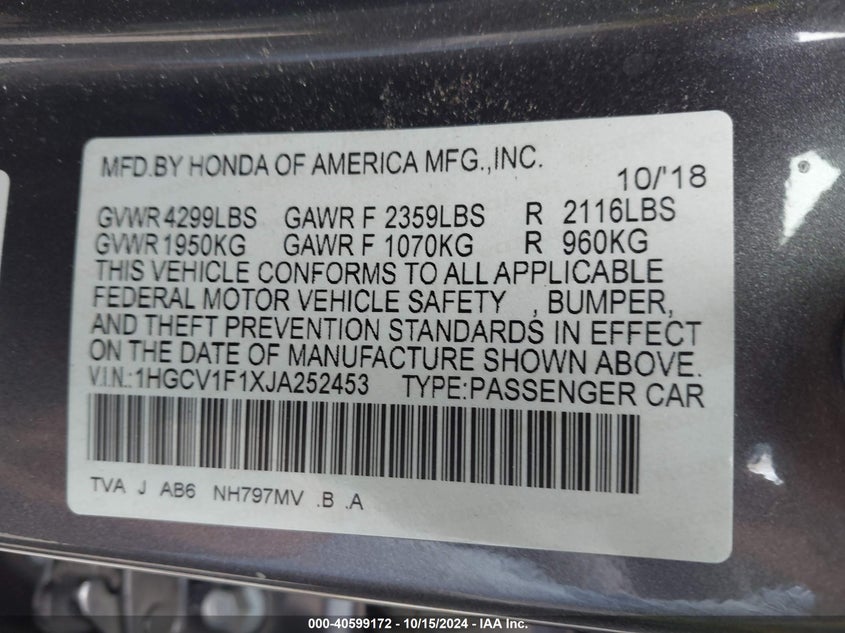 MFD.BY HONDA OF AMERICA MFG.,INC.
10/'18
GVWR 4299LBS GAWR F 2359LBS R 2116LBS
GVWR 1950KG GAWR F 1070KG R 960KG
THIS VEHICLE CONFORMS TO ALL APPLICABLE
FEDERAL MOTOR VEHICLE SAFETY , BUMPER,
AND THEFT PREVENTION STANDARDS IN EFFECT
ON THE DATE OF MANUFACTURE SHOWN ABOVE.
V.I.N.:1HGCV1F1XJA252453 TYPE:PASSENGER CAR
TVA J AB6 NH797MV .B .A
000-40599172 - 10/15/2024 - IAA Inc.